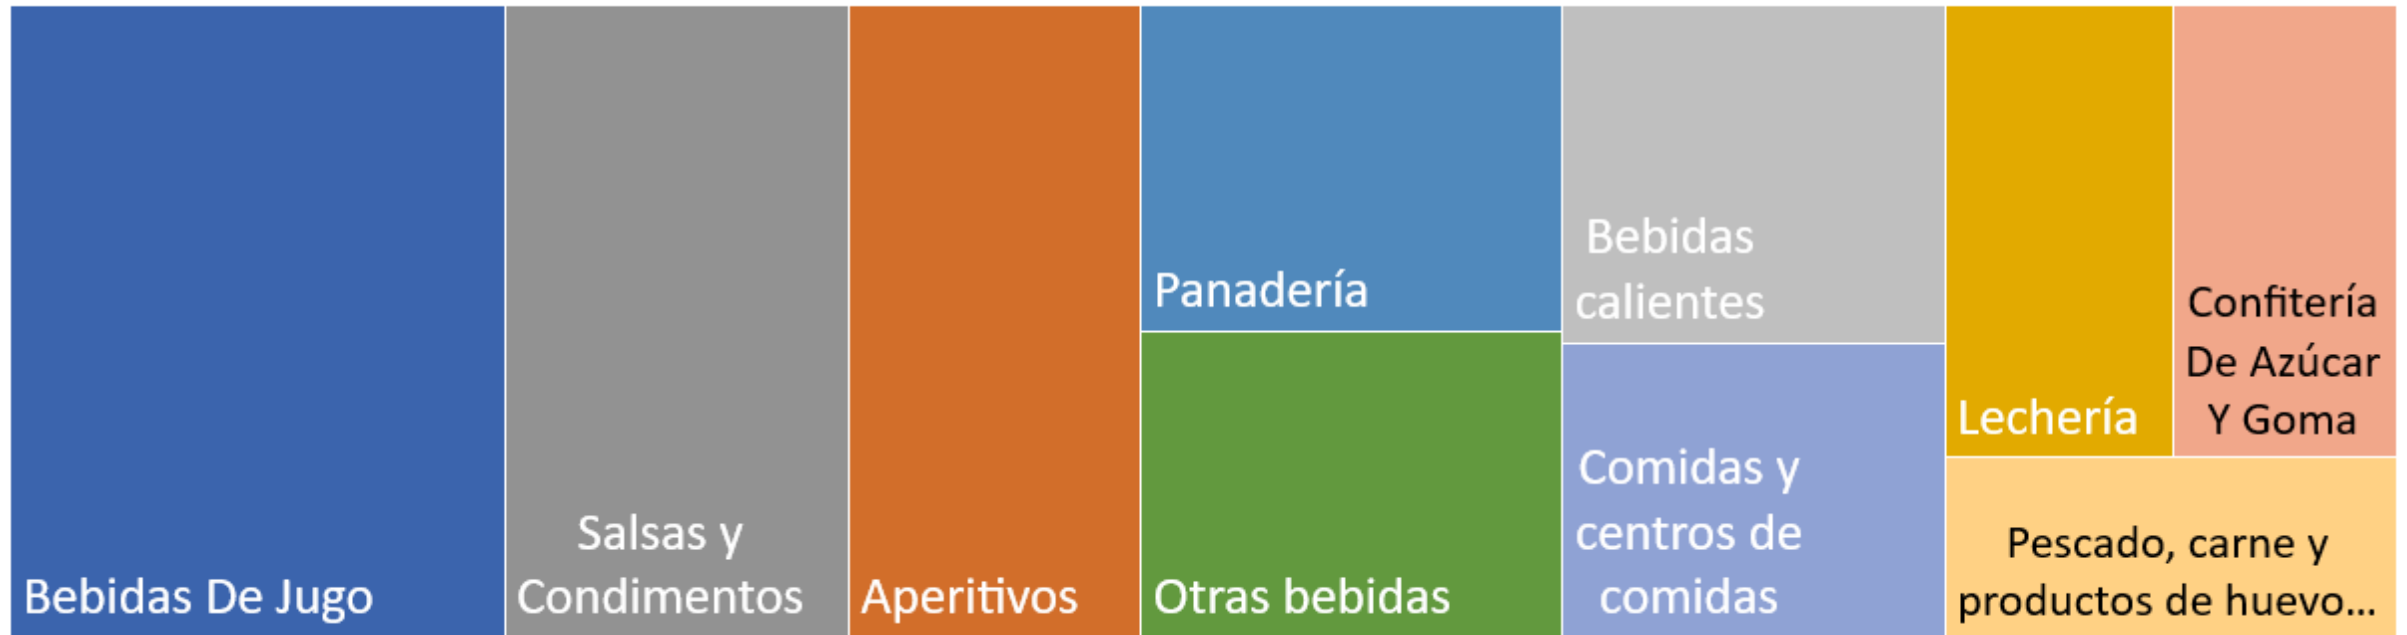 Bebidas De Jugo
Salsas y
Condimentos
Aperitivos
Panadería
Otras bebidas
Bebidas
calientes
Comidas y
centros de
comidas
Lechería
Confitería
De Azúcar
Y Goma
Pescado, carne y
productos de huevo...